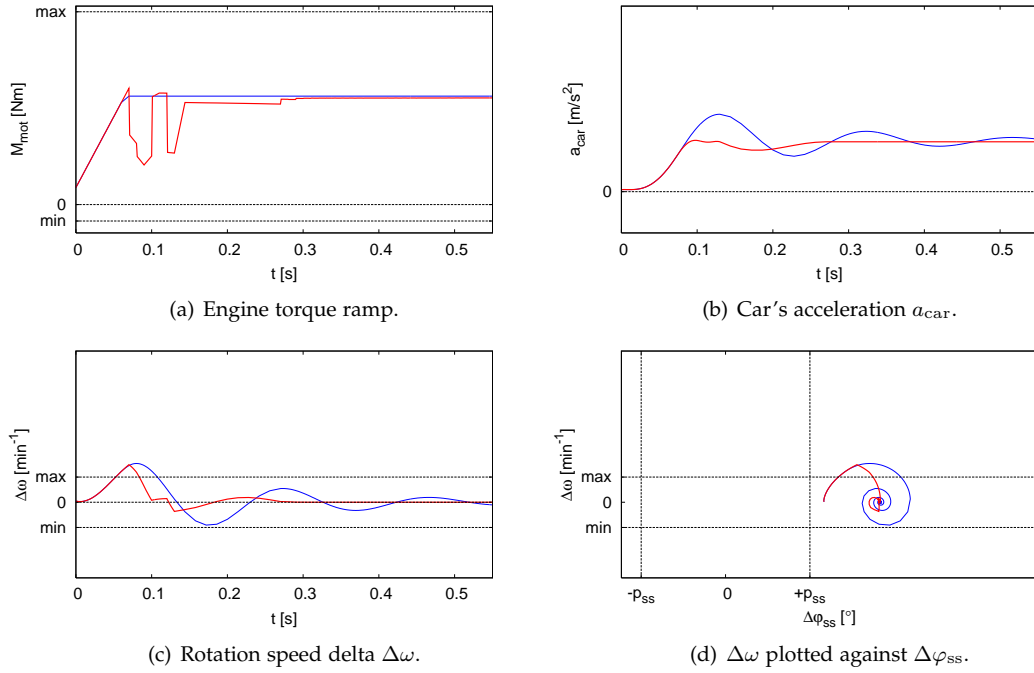 max
0
min
M_mot [Nm]
0 0.1 0.2 0.3 0.4 0.5
t [s]
(a) Engine torque ramp.
0
a_car [m/s²]
0 0.1 0.2 0.3 0.4 0.5
t [s]
(b) Car's acceleration a_car.
max
0
min
Δω [min⁻¹]
0 0.1 0.2 0.3 0.4 0.5
t [s]
(c) Rotation speed delta Δω.
max
0
min
Δω [min⁻¹]
-p_ss 0 +p_ss
Δφ_ss [°]
(d) Δω plotted against Δφ_ss.